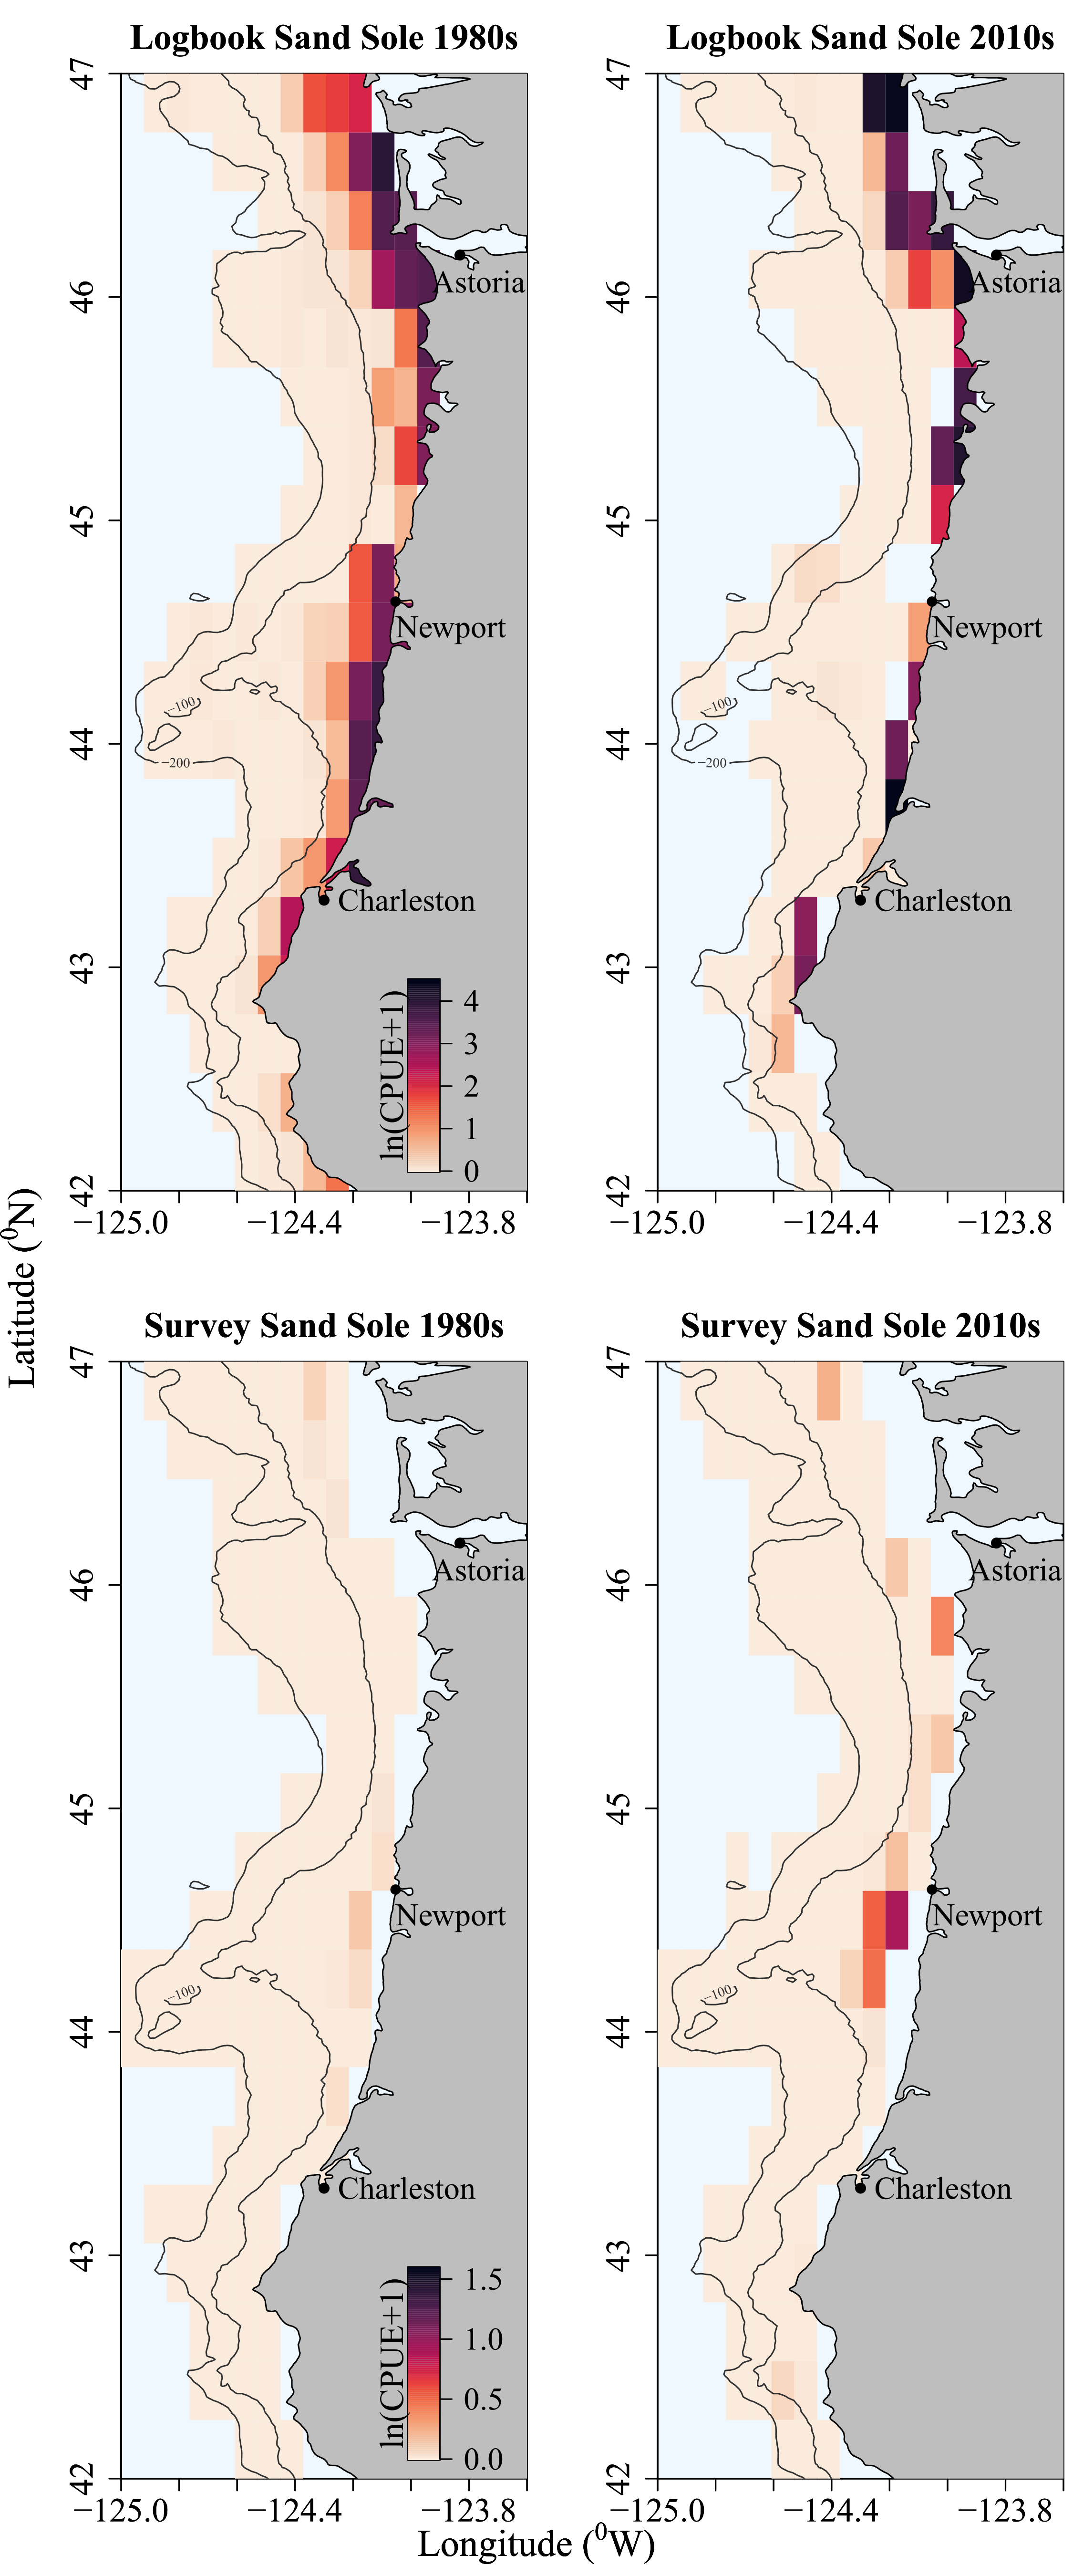 Logbook Sand Sole 1980s
47
46
45
44
43
42
−125.0
−124.4
−123.8
Astoria
Newport
Charleston
−100
−200
ln(CPUE+1)
4
3
2
1
0
Logbook Sand Sole 2010s
47
46
45
44
43
42
−125.0
−124.4
−123.8
Astoria
Newport
Charleston
−100
−200
Latitude (⁰N)
Survey Sand Sole 1980s
47
46
45
44
43
42
−125.0
−124.4
−123.8
Astoria
Newport
Charleston
−100
ln(CPUE+1)
1.5
1.0
0.5
0.0
Survey Sand Sole 2010s
47
46
45
44
43
42
−125.0
−124.4
−123.8
Astoria
Newport
Charleston
−100
Longitude (⁰W)